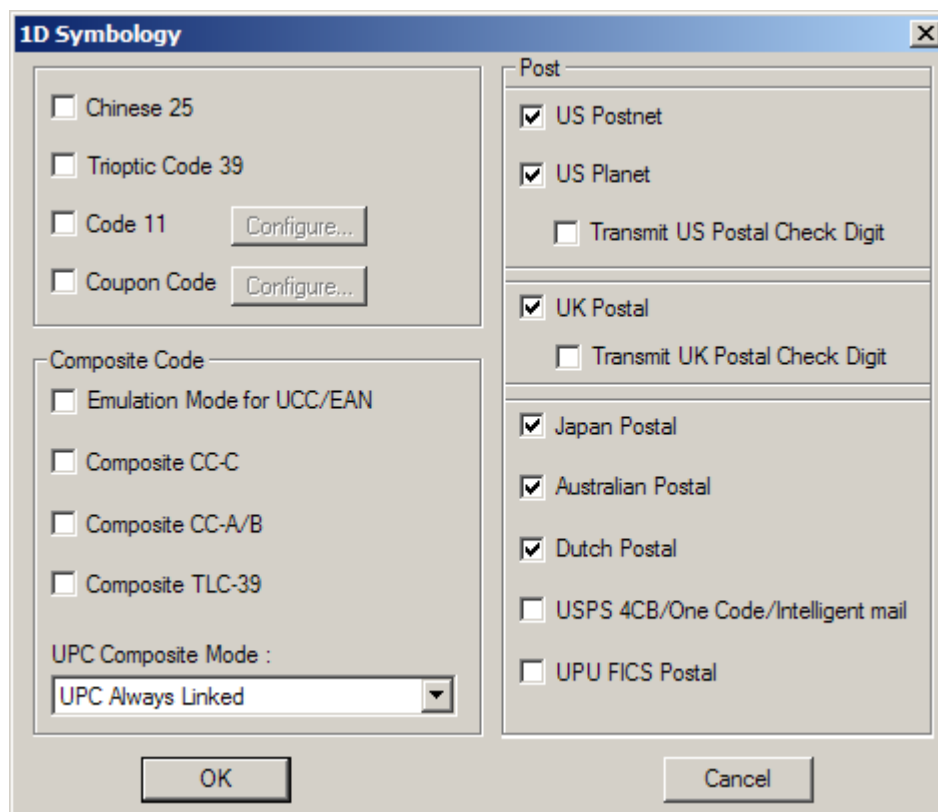 1D Symbology
Chinese 25
Trioptic Code 39
Code 11
Configure...
Coupon Code
Configure...
Composite Code
Emulation Mode for UCC/EAN
Composite CC-C
Composite CC-A/B
Composite TLC-39
UPC Composite Mode :
UPC Always Linked
Post
US Postnet
US Planet
Transmit US Postal Check Digit
UK Postal
Transmit UK Postal Check Digit
Japan Postal
Australian Postal
Dutch Postal
USPS 4CB/One Code/Intelligent mail
UPU FICS Postal
OK
Cancel